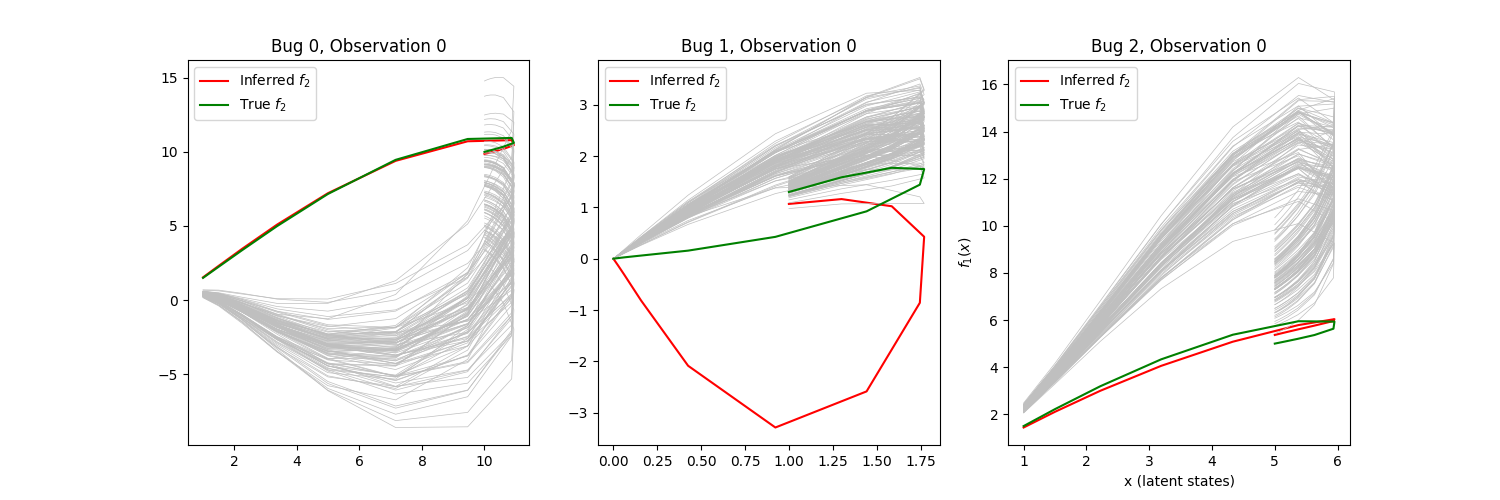 Bug 0, Observation 0
Inferred f₂
True f₂
15
10
5
0
−5
2 4 6 8 10
Bug 1, Observation 0
Inferred f₂
True f₂
3
2
1
0
−1
−2
−3
0.00 0.25 0.50 0.75 1.00 1.25 1.50 1.75
Bug 2, Observation 0
Inferred f₂
True f₂
f₁(x)
16
14
12
10
8
6
4
2
1 2 3 4 5 6
x (latent states)